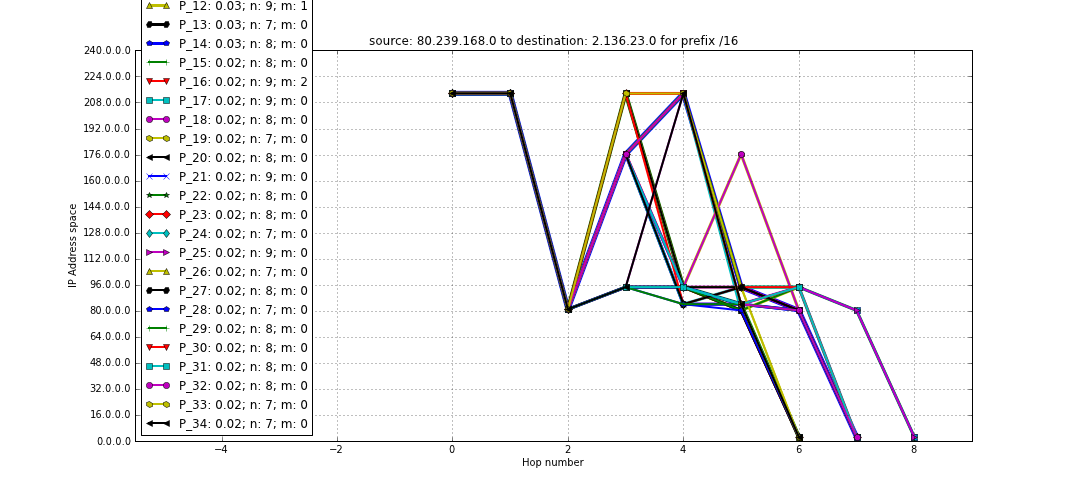 P_12: 0.03; n: 9; m: 1
P_13: 0.03; n: 7; m: 0
P_14: 0.03; n: 8; m: 0
P_15: 0.02; n: 8; m: 0
P_16: 0.02; n: 9; m: 2
P_17: 0.02; n: 9; m: 0
P_18: 0.02; n: 8; m: 0
P_19: 0.02; n: 7; m: 0
P_20: 0.02; n: 8; m: 0
P_21: 0.02; n: 9; m: 0
P_22: 0.02; n: 8; m: 0
P_23: 0.02; n: 8; m: 0
P_24: 0.02; n: 7; m: 0
P_25: 0.02; n: 9; m: 0
P_26: 0.02; n: 7; m: 0
P_27: 0.02; n: 8; m: 0
P_28: 0.02; n: 7; m: 0
P_29: 0.02; n: 8; m: 0
P_30: 0.02; n: 8; m: 0
P_31: 0.02; n: 8; m: 0
P_32: 0.02; n: 8; m: 0
P_33: 0.02; n: 7; m: 0
P_34: 0.02; n: 7; m: 0
source: 80.239.168.0 to destination: 2.136.23.0 for prefix /16
240.0.0.0
224.0.0.0
208.0.0.0
192.0.0.0
176.0.0.0
160.0.0.0
144.0.0.0
128.0.0.0
112.0.0.0
96.0.0.0
80.0.0.0
64.0.0.0
48.0.0.0
32.0.0.0
16.0.0.0
0.0.0.0
IP Address space
−4 −2 0 2 4 6 8
Hop number